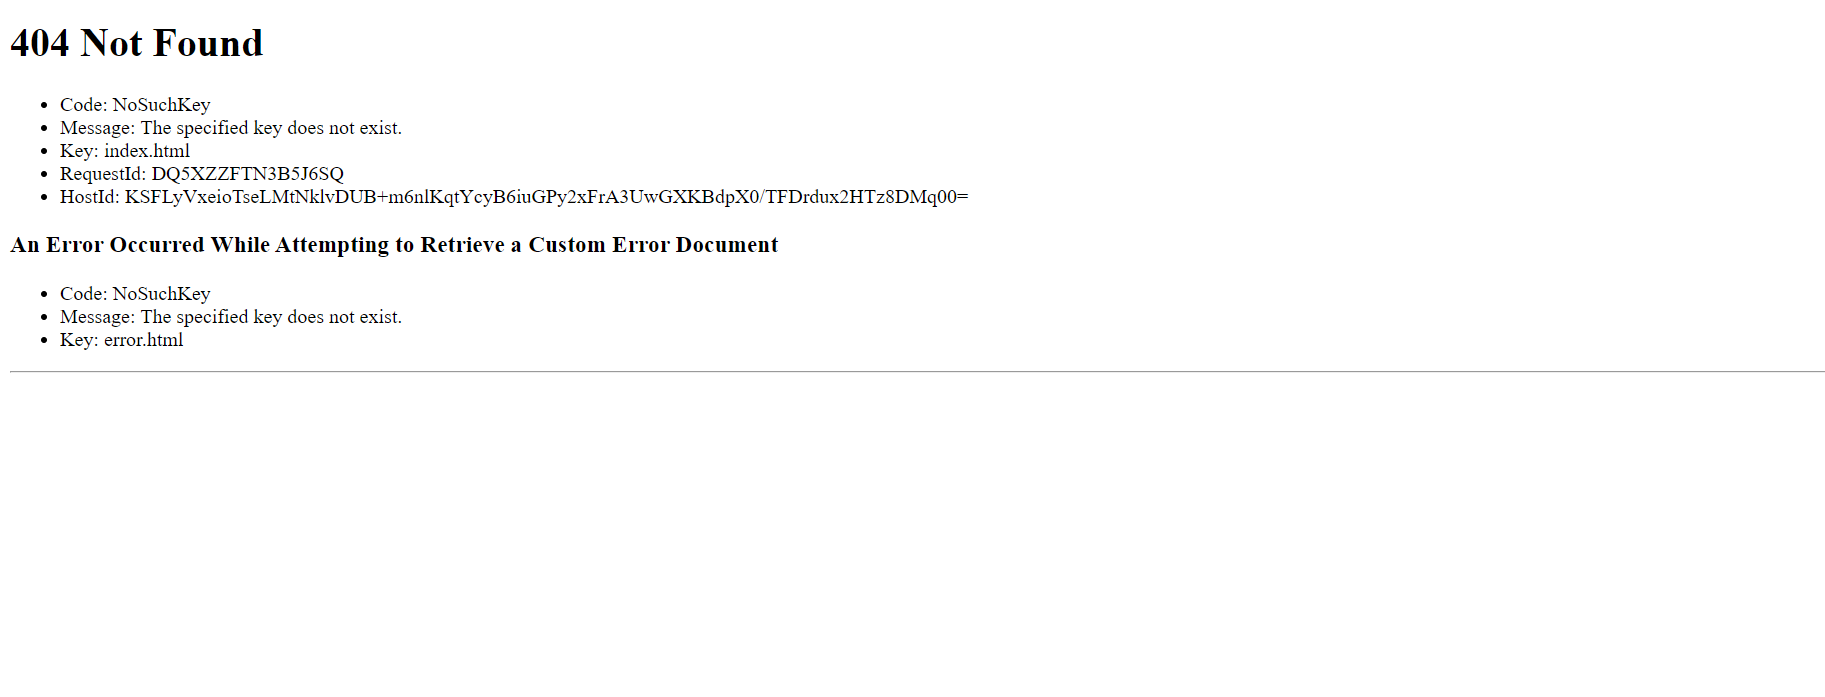 404 Not Found
Code: NoSuchKey
Message: The specified key does not exist.
Key: index.html
RequestId: DQ5XZZFTN3B5J6SQ
HostId: KSFLyVxeioTseLMtNklvDUB+m6nlKqtYcyB6iuGPy2xFrA3UwGXKBdpX0/TFDrdux2HTz8DMq00=
An Error Occurred While Attempting to Retrieve a Custom Error Document
Code: NoSuchKey
Message: The specified key does not exist.
Key: error.html